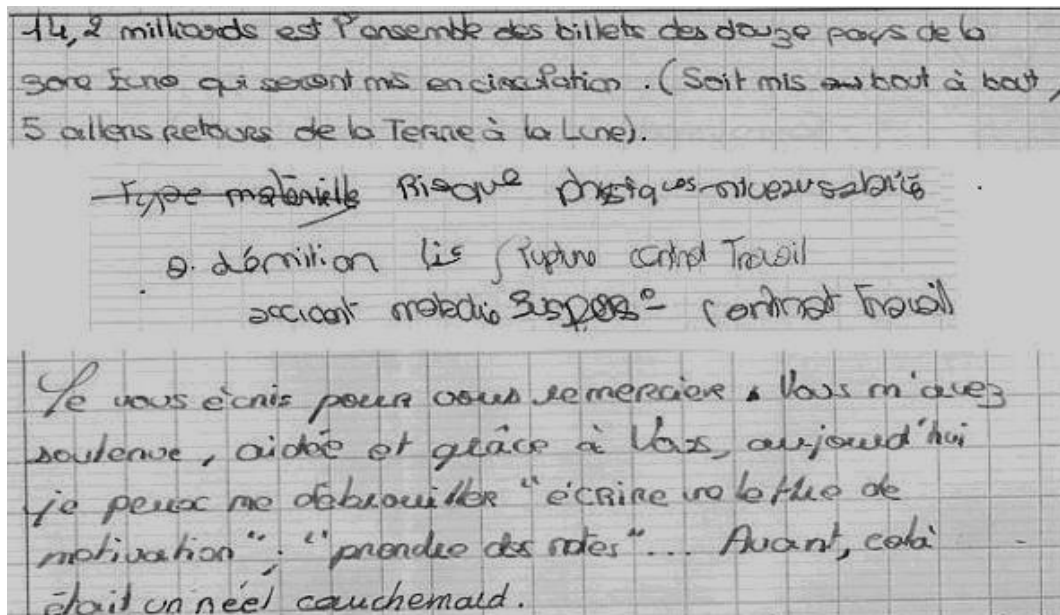 14,2 milliards est l'ensemble des billets des douze pays de la
zone Euro qui seront mis en circulation. (Soit mis bout à bout,
5 allers retours de la Terre à la Lune).
Type matérielle Risque physiques niveau sabrité
démition lis rupture contrat Travail
accident maladie suspens° contrat Travail
Je vous écris pour vous remercier. Vous m'avez
soutenue, aidée et grâce à Vous, aujourd'hui
je peux me débrouiller "écrire une lettre de
motivation", "prendre des notes"... Avant, celà
était un réel cauchemard.